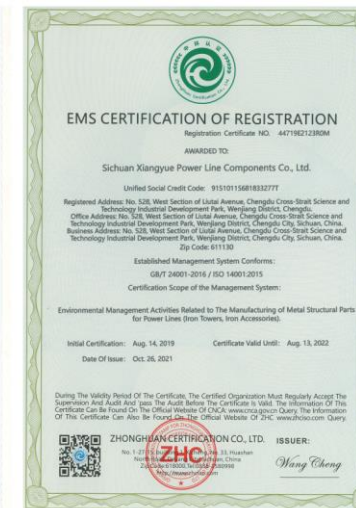 EMS CERTIFICATION OF REGISTRATION
Registration Certificate NO. 44719E2123R0M
AWARDED TO:
Sichuan Xiangyue Power Line Components Co., Ltd.
Unified Social Credit Code: 91510115681833277T
Registered Address: No. 528, West Section of Liutai Avenue, Chengdu Cross-Strait Science and
Technology Industrial Development Park, Wenjiang District, Chengdu.
Office Address: No. 528, West Section of Liutai Avenue, Chengdu Cross-Strait Science and
Technology Industrial Development Park, Wenjiang District, Chengdu City, Sichuan, China.
Business Address: No. 528, West Section of Liutai Avenue, Chengdu Cross-Strait Science and
Technology Industrial Development Park, Wenjiang District, Chengdu City, Sichuan, China.
Zip Code: 611130
Established Management System Conforms:
GB/T 24001-2016 / ISO 14001:2015
Certification Scope of the Management System:
Environmental Management Activities Related to The Manufacturing of Metal Structural Parts
for Power Lines (Iron Towers, Iron Accessories).
Initial Certification: Aug. 14, 2019 Certificate Valid Until: Aug. 13, 2022
Date Of Issue: Oct. 26, 2021
During The Validity Period Of The Certificate, The Certified Organization Must Regularly Accept The
Supervision And Audit And 'pass The Audit Before The Certificate Is Valid. The Information Of This
Certificate Can Be Found On The Official Website Of CNCA: www.cnca.gov.cn Query. The Information
Of This Certificate Can Also Be Found On The Official Website Of ZHC www.zhciso.com Query.
ZHONGHUAN CERTIFICATION CO., LTD. ISSUER:
ZHC
Wang Cheng